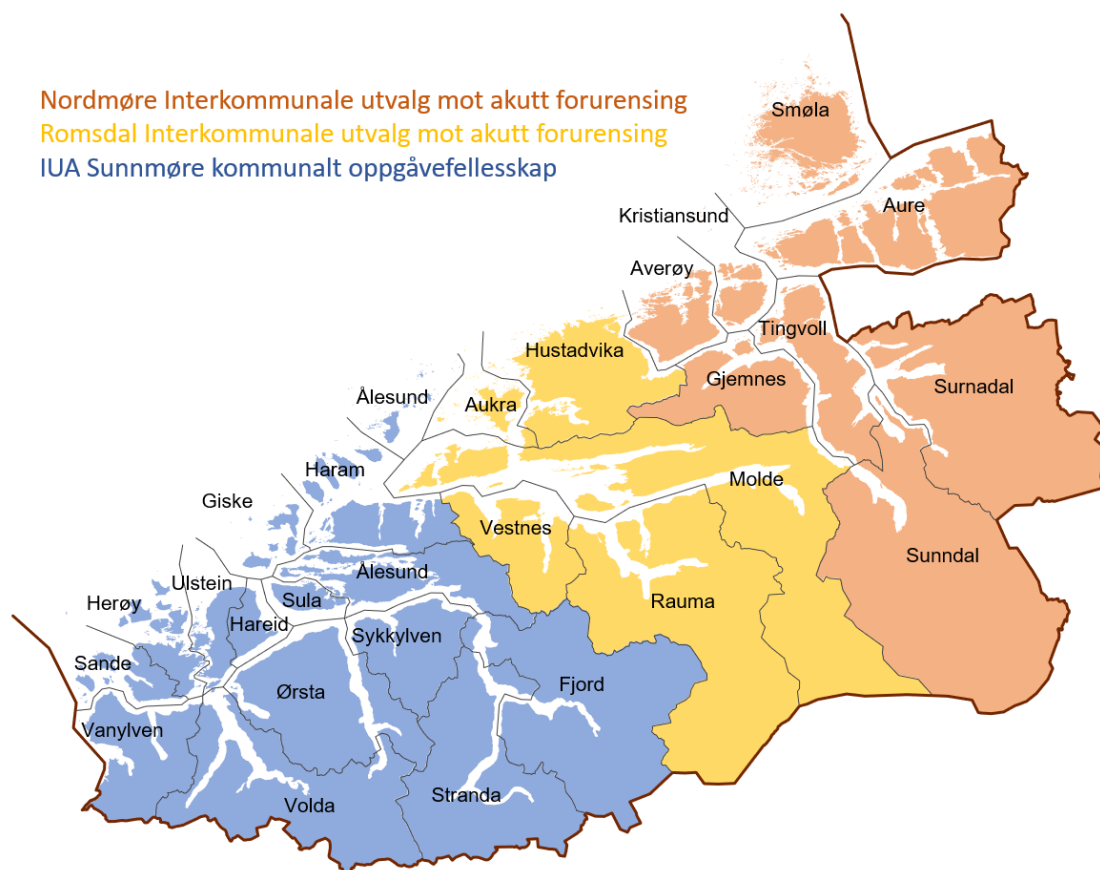 Nordmøre Interkommunale utvalg mot akutt forurensing
Romsdal Interkommunale utvalg mot akutt forurensing
IUA Sunnmøre kommunalt oppgåvefellesskap
Smøla
Aure
Kristiansund
Averøy
Tingvoll
Hustadvika
Gjemnes
Surnadal
Ålesund
Aukra
Haram
Molde
Giske
Vestnes
Sunndal
Ulstein
Ålesund
Herøy
Sula
Rauma
Hareid
Sykkylven
Sande
Ørsta
Fjord
Vanylven
Stranda
Volda